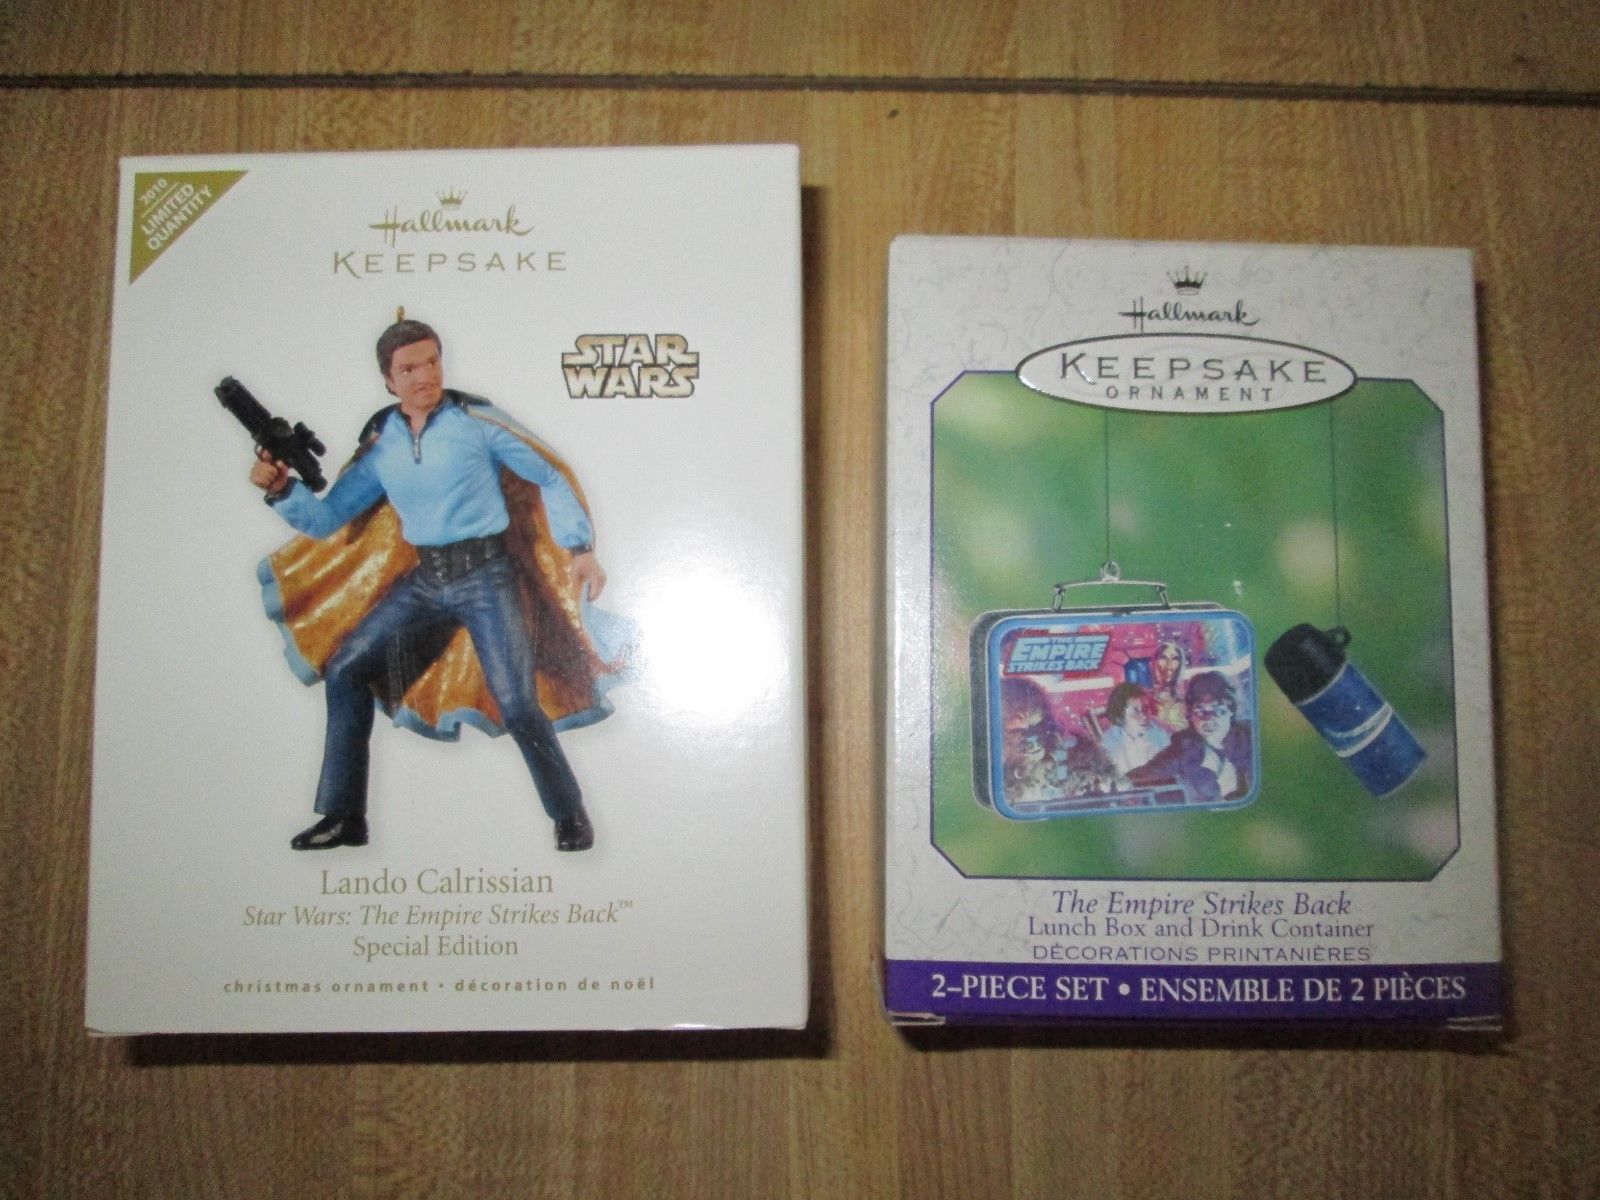 2010
LIMITED
QUANTITY
Hallmark
KEEPSAKE
STAR
WARS
Lando Calrissian
Star Wars: The Empire Strikes Back™
Special Edition
christmas ornament • décoration de noël
Hallmark
KEEPSAKE
ORNAMENT
THE
EMPIRE
STRIKES BACK
The Empire Strikes Back
Lunch Box and Drink Container
DÉCORATIONS PRINTANIÈRES
2–PIECE SET • ENSEMBLE DE 2 PIÈCES